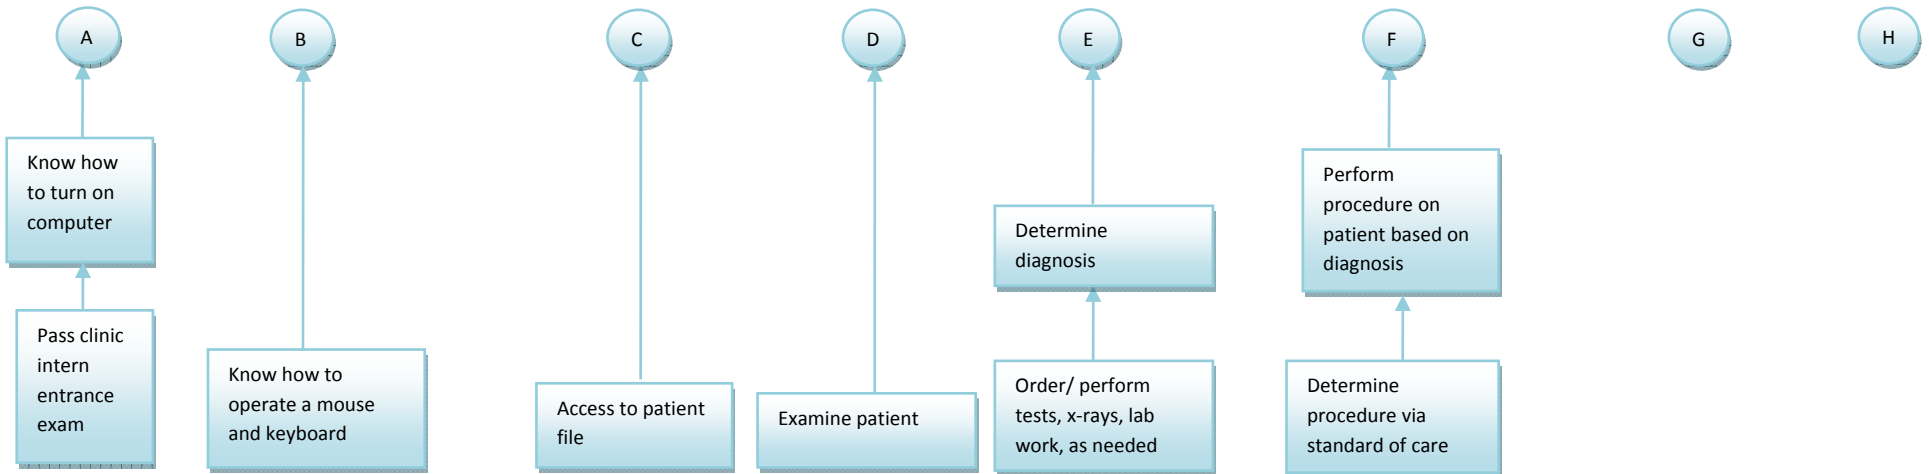 A
B
C
D
E
F
G
H
Know how
to turn on
computer
Pass clinic
intern
entrance
exam
Know how to
operate a mouse
and keyboard
Access to patient
file
Examine patient
Determine
diagnosis
Order/ perform
tests, x-rays, lab
work, as needed
Perform
procedure on
patient based on
diagnosis
Determine
procedure via
standard of care